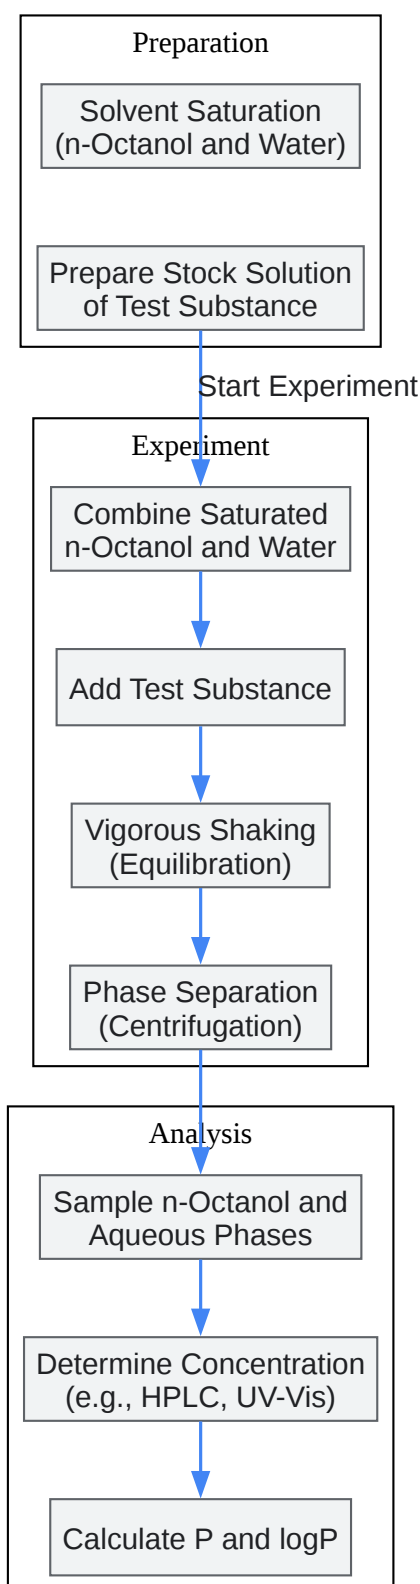 Preparation
Solvent Saturation
(n-Octanol and Water)
Prepare Stock Solution
of Test Substance
Start Experiment
Experiment
Combine Saturated
n-Octanol and Water
Add Test Substance
Vigorous Shaking
(Equilibration)
Phase Separation
(Centrifugation)
Analysis
Sample n-Octanol and
Aqueous Phases
Determine Concentration
(e.g., HPLC, UV-Vis)
Calculate P and logP